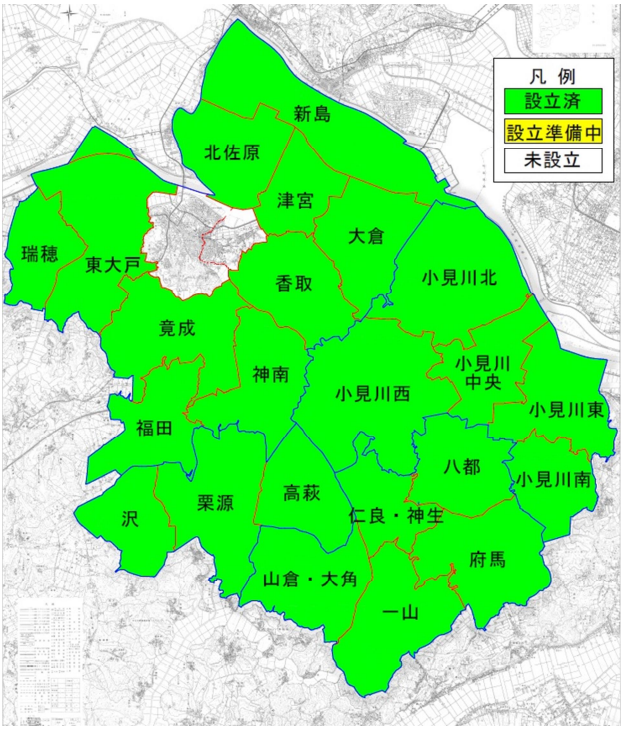 凡例
設立済
設立準備中
未設立
新島
北佐原
津宮
大倉
瑞穂
東大戸
香取
小見川北
竟成
神南
小見川西
小見川
中央
小見川東
福田
八都
小見川南
沢
栗源
高萩
仁良・神生
府馬
山倉・大角
一山